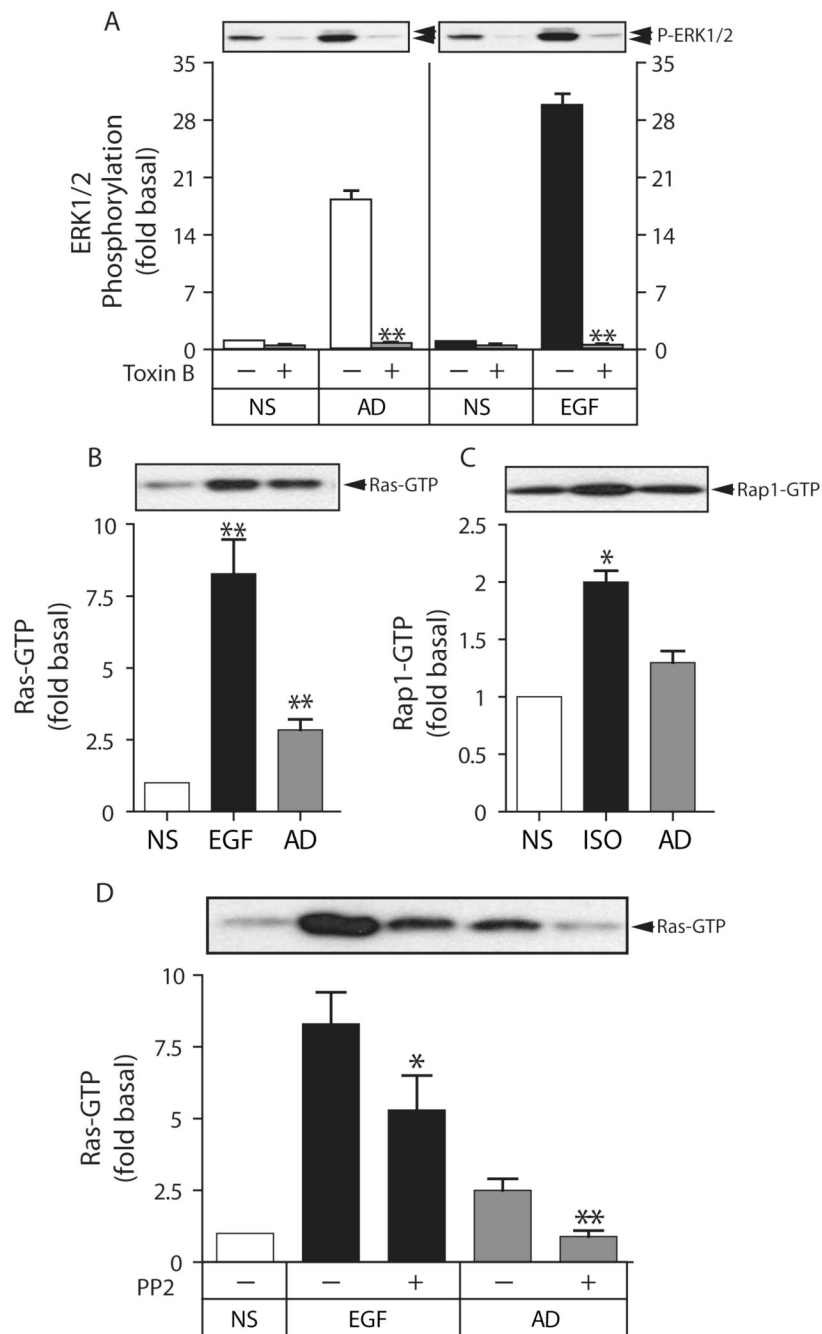 A
P-ERK1/2
ERK1/2
Phosphorylation
(fold basal)
35 35
28 28
21 21
14 14
7 7
0 0
** **
Toxin B − + − + − + − +
NS AD NS EGF
B
Ras-GTP
Ras-GTP
(fold basal)
10
7.5
5
2.5
0
**
**
NS EGF AD
C
Rap1-GTP
Rap1-GTP
(fold basal)
2.5
2
1.5
1
0.5
0
*
NS ISO AD
D
Ras-GTP
Ras-GTP
(fold basal)
10
7.5
5
2.5
0
*
**
PP2 − − + − +
NS EGF AD